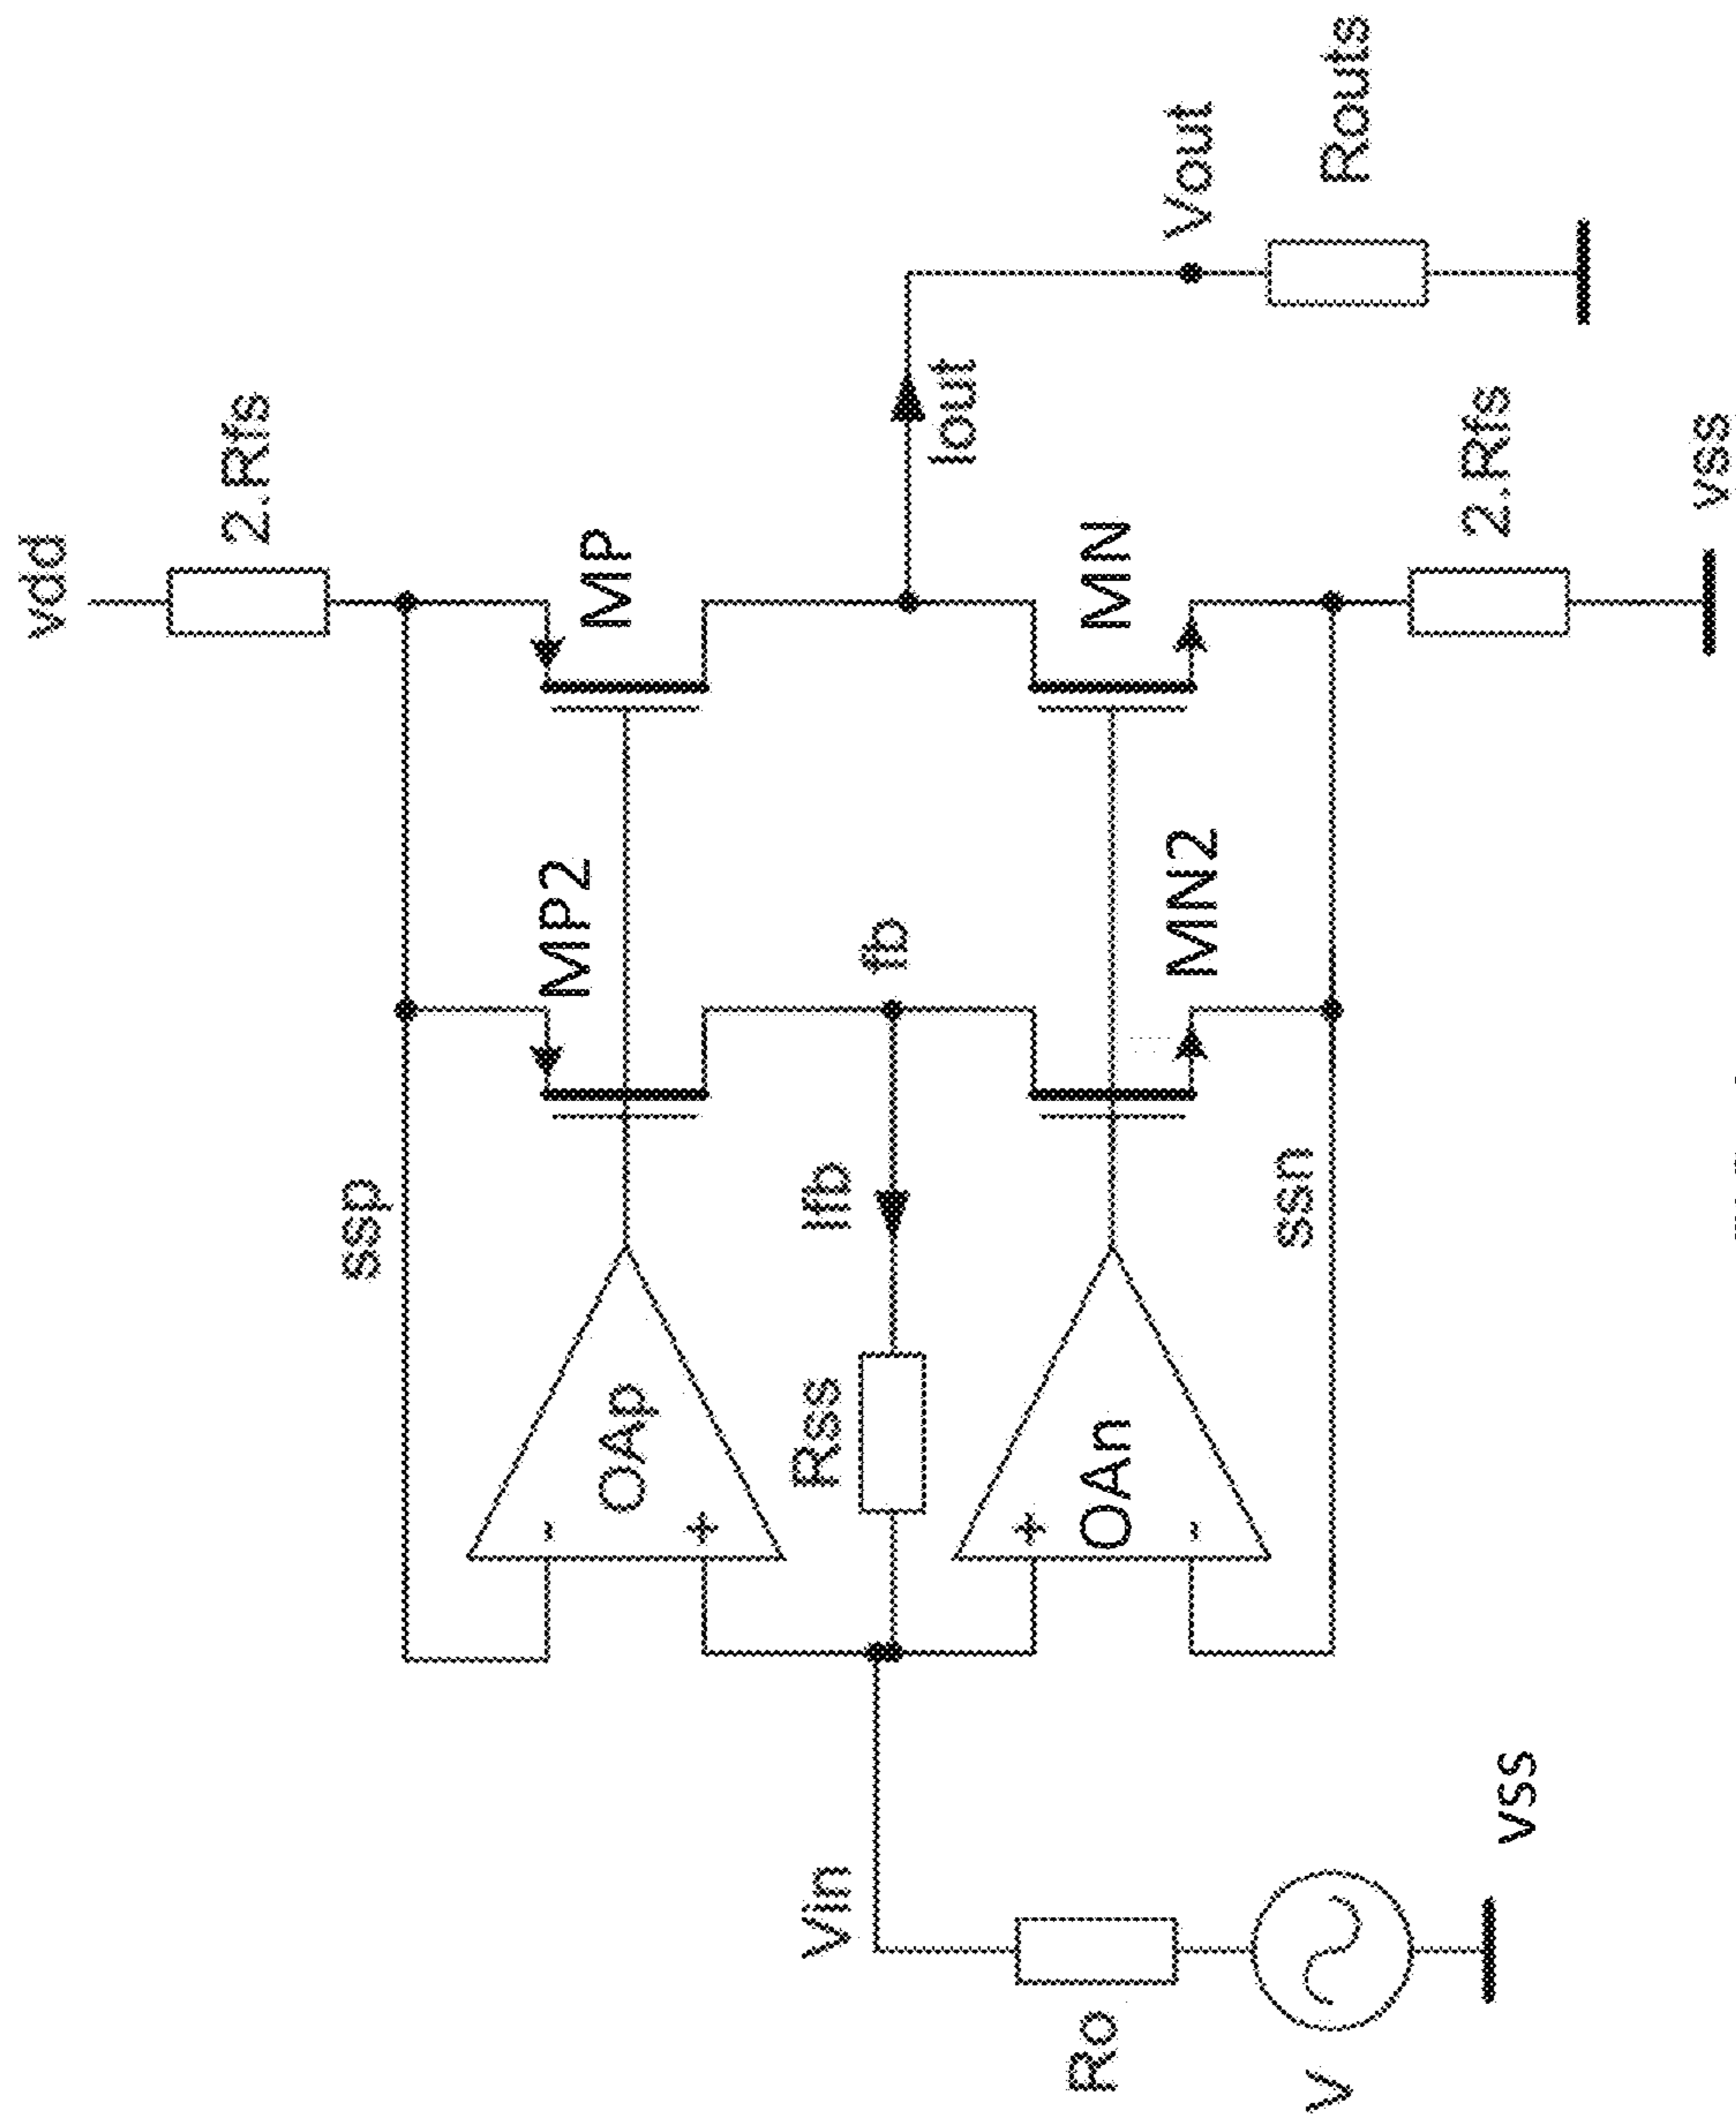 vdd
2.Rfs
ssp
MP2
MP
OAp
-
+
Vin
Rss
Ifb
fb
Iout
Vout
Routs
+
OAn
-
MN2
MN
ssn
2.Rfs
vss
Ro
V
vss